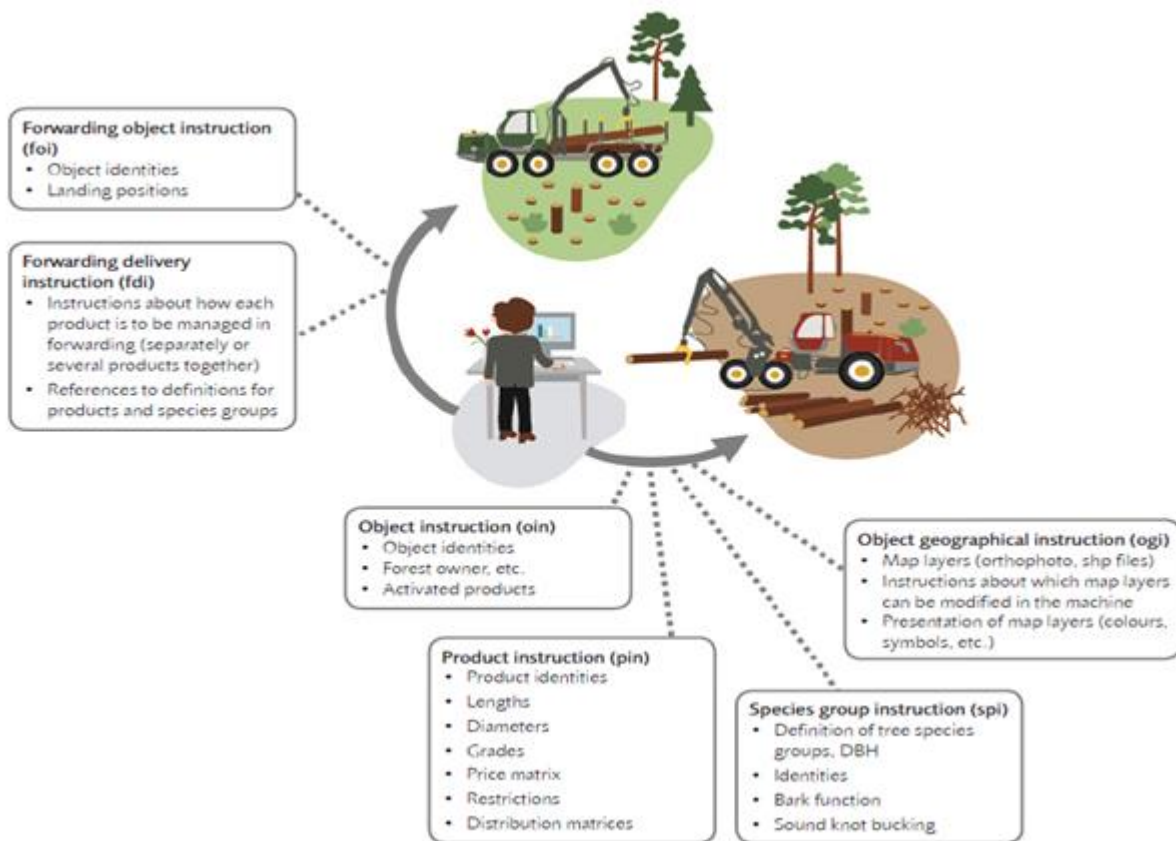 Forwarding object instruction
(foi)
• Object identities
• Landing positions
Forwarding delivery
instruction (fdi)
• Instructions about how each
product is to be managed in
forwarding (separately or
several products together)
• References to definitions for
products and species groups
Object instruction (oin)
• Object identities
• Forest owner, etc.
• Activated products
Object geographical instruction (ogi)
• Map layers (orthophoto, shp files)
• Instructions about which map layers
can be modified in the machine
• Presentation of map layers (colours,
symbols, etc.)
Product instruction (pin)
• Product identities
• Lengths
• Diameters
• Grades
• Price matrix
• Restrictions
• Distribution matrices
Species group instruction (spi)
• Definition of tree species
groups, DBH
• Identities
• Bark function
• Sound knot bucking